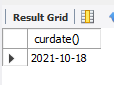 Result Grid
curdate()
2021-10-18